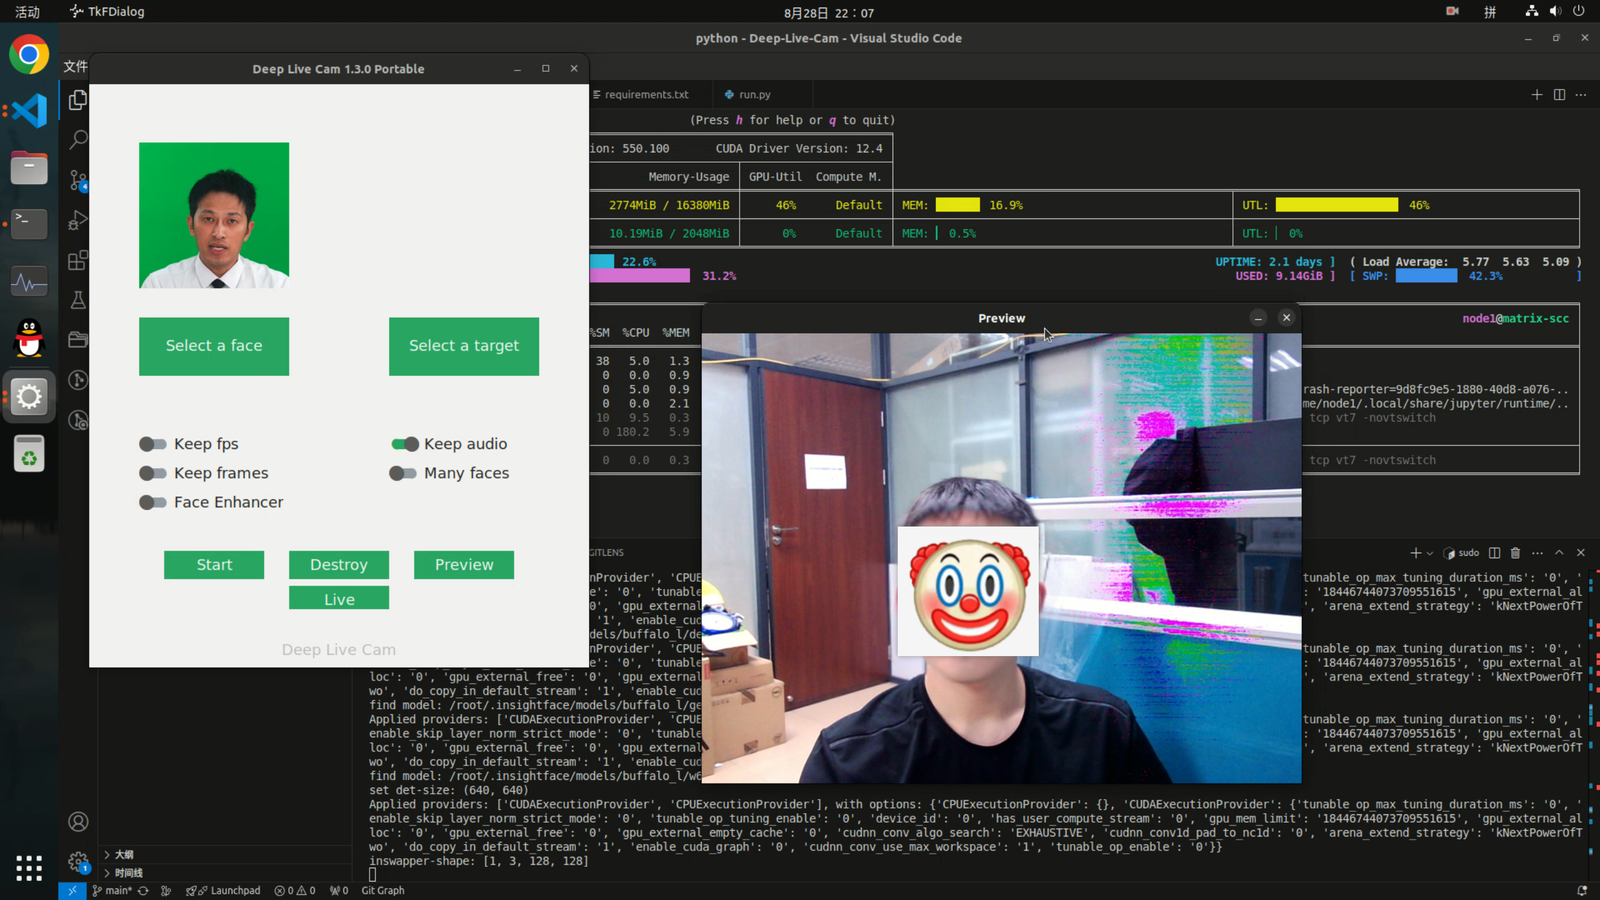 活动
TkFDialog
8月28日 22：07
拼
python - Deep-Live-Cam - Visual Studio Code
文件
Deep Live Cam 1.3.0 Portable
Select a face
Select a target
Keep fps
Keep audio
Keep frames
Many faces
Face Enhancer
Start
Destroy
Preview
Live
Deep Live Cam
requirements.txt
run.py
(Press h for help or q to quit)
ion: 550.100 CUDA Driver Version: 12.4
Memory-Usage GPU-Util Compute M.
2774MiB / 16380MiB 46% Default MEM: 16.9% UTL: 46%
10.19MiB / 2048MiB 0% Default MEM: 0.5% UTL: 0%
22.6% UPTIME: 2.1 days ] ( Load Average: 5.77 5.63 5.09 )
31.2% USED: 9.14GiB ] [ SWP: 42.3% ]
%SM %CPU %MEM
node1@matrix-scc
38 5.0 1.3
0 0.0 0.9
0 5.0 0.9 rash-reporter=9d8fc9e5-1880-40d8-a076-..
0 0.0 2.1 me/node1/.local/share/jupyter/runtime/..
10 9.5 0.3 tcp vt7 -novtswitch
0 180.2 5.9
0 0.0 0.3 tcp vt7 -novtswitch
Preview
GITLENS
sudo
onProvider', 'CPUE tunable_op_max_tuning_duration_ms': '0', '
: '0', 'tunable : '18446744073709551615', 'gpu_external_al
'0', 'gpu_exter 'arena_extend_strategy': 'kNextPowerOfT
'1', 'enable_cu
dels/buffalo_l/de
onProvider', 'CPUE tunable_op_max_tuning_duration_ms': '0', '
: '0', 'tunable : '18446744073709551615', 'gpu_external_al
loc': '0', 'gpu_external_free': '0', 'gpu_exter 'arena_extend_strategy': 'kNextPowerOfT
wo', 'do_copy_in_default_stream': '1', 'enable_cud
find model: /root/.insightface/models/buffalo_l/ge
Applied providers: ['CUDAExecutionProvider', 'CPUE tunable_op_max_tuning_duration_ms': '0', '
enable_skip_layer_norm_strict_mode': '0', 'tunable : '18446744073709551615', 'gpu_external_al
loc': '0', 'gpu_external_free': '0', 'gpu_exter 'arena_extend_strategy': 'kNextPowerOfT
wo', 'do_copy_in_default_stream': '1', 'enable_cud
find model: /root/.insightface/models/buffalo_l/w6
set det-size: (640, 640)
Applied providers: ['CUDAExecutionProvider', 'CPUExecutionProvider'], with options: {'CPUExecutionProvider': {}, 'CUDAExecutionProvider': {'tunable_op_max_tuning_duration_ms': '0', '
enable_skip_layer_norm_strict_mode': '0', 'tunable_op_tuning_enable': '0', 'device_id': '0', 'has_user_compute_stream': '0', 'gpu_mem_limit': '18446744073709551615', 'gpu_external_al
loc': '0', 'gpu_external_free': '0', 'gpu_external_empty_cache': '0', 'cudnn_conv_algo_search': 'EXHAUSTIVE', 'cudnn_conv1d_pad_to_nc1d': '0', 'arena_extend_strategy': 'kNextPowerOfT
wo', 'do_copy_in_default_stream': '1', 'enable_cuda_graph': '0', 'cudnn_conv_use_max_workspace': '1', 'tunable_op_enable': '0'}}
inswapper-shape: [1, 3, 128, 128]
大纲
时间线
main*
Launchpad
0
0
0
Git Graph